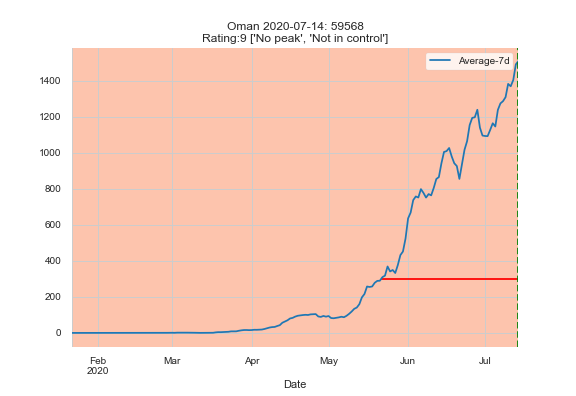 Oman 2020-07-14: 59568
Rating:9 ['No peak', 'Not in control']
Average-7d
1400
1200
1000
800
600
400
200
0
Feb
2020
Mar
Apr
May
Jun
Jul
Date